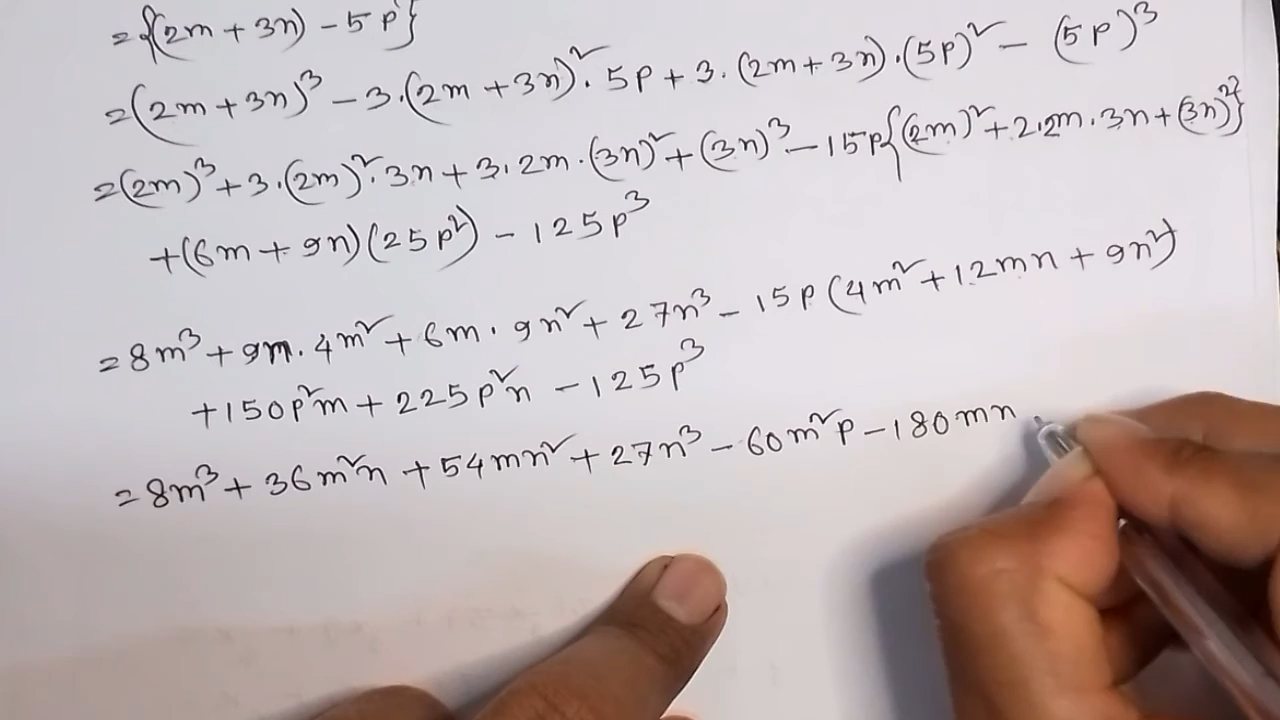 ={(2m+3n)-5p}
=(2m+3n)³-3.(2m+3n)².5p+3.(2m+3n).(5p)²-(5p)³
=(2m)³+3.(2m)².3n+3.2m.(3n)²+(3n)³-15p{(2m)²+2.2m.3n+(3n)²}
+(6m+9n)(25p²)-125p³
=8m³+9n.4m²+6m.9n²+27n³-15p(4m²+12mn+9n²)
+150p²m+225p²n-125p³
=8m³+36m²n+54mn²+27n³-60m²p-180mn